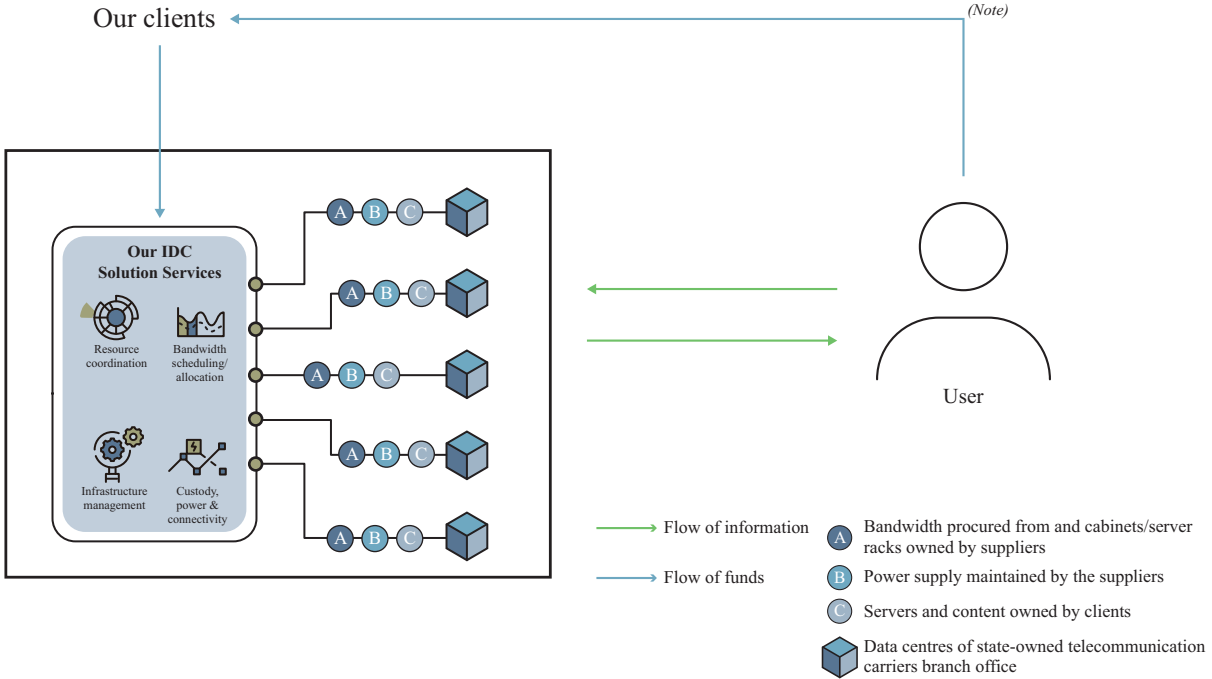 Our clients
(Note)
Our IDC
Solution Services
Resource
coordination
Bandwidth
scheduling/
allocation
Infrastructure
management
Custody,
power &
connectivity
A B C
A B C
A B C
A B C
A B C
User
Flow of information
Flow of funds
A Bandwidth procured from and cabinets/server
racks owned by suppliers
B Power supply maintained by the suppliers
C Servers and content owned by clients
Data centres of state-owned telecommunication
carriers branch office